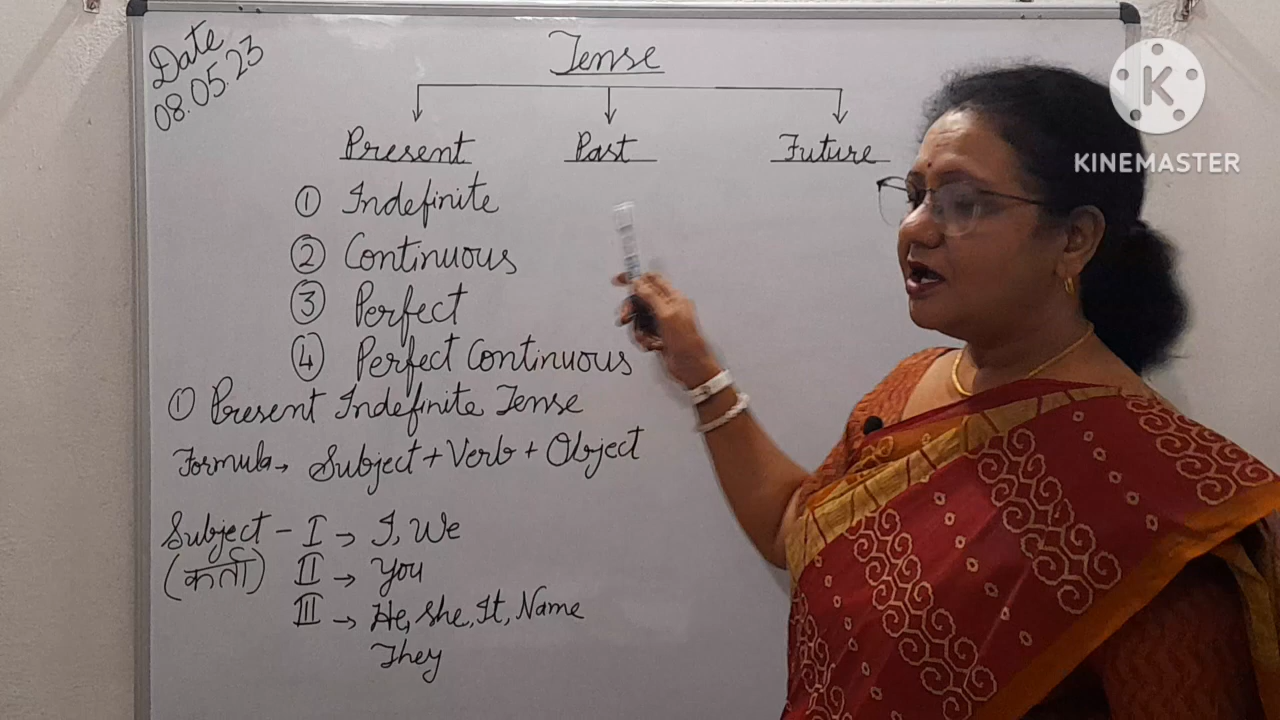 Date
08.05.23
Tense
Present Past Future
① Indefinite
② Continuous
③ Perfect
④ Perfect Continuous
① Present Indefinite Tense
Formula → Subject + Verb + Object
Subject - I → I, We
(कर्ता) II → You
III → He, She, It, Name
They
K
KINEMASTER